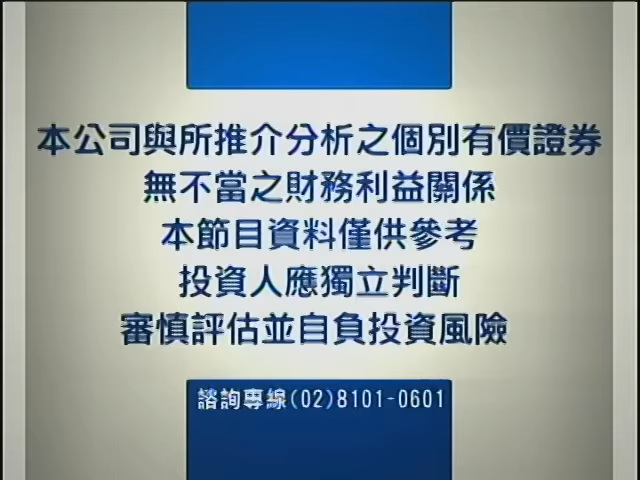 本公司與所推介分析之個別有價證券
無不當之財務利益關係
本節目資料僅供參考
投資人應獨立判斷
審慎評估並自負投資風險
諮詢專線(02)8101-0601